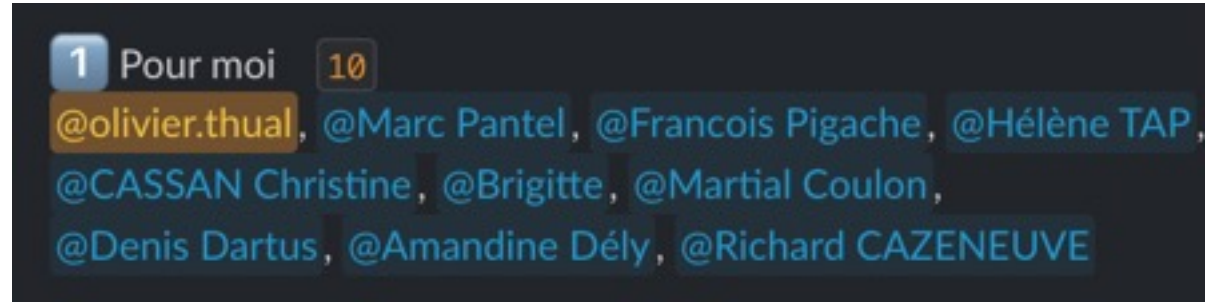 1 Pour moi 10
@olivier.thual, @Marc Pantel, @Francois Pigache, @Hélène TAP,
@CASSAN Christine, @Brigitte, @Martial Coulon,
@Denis Dartus, @Amandine Dély, @Richard CAZENEUVE